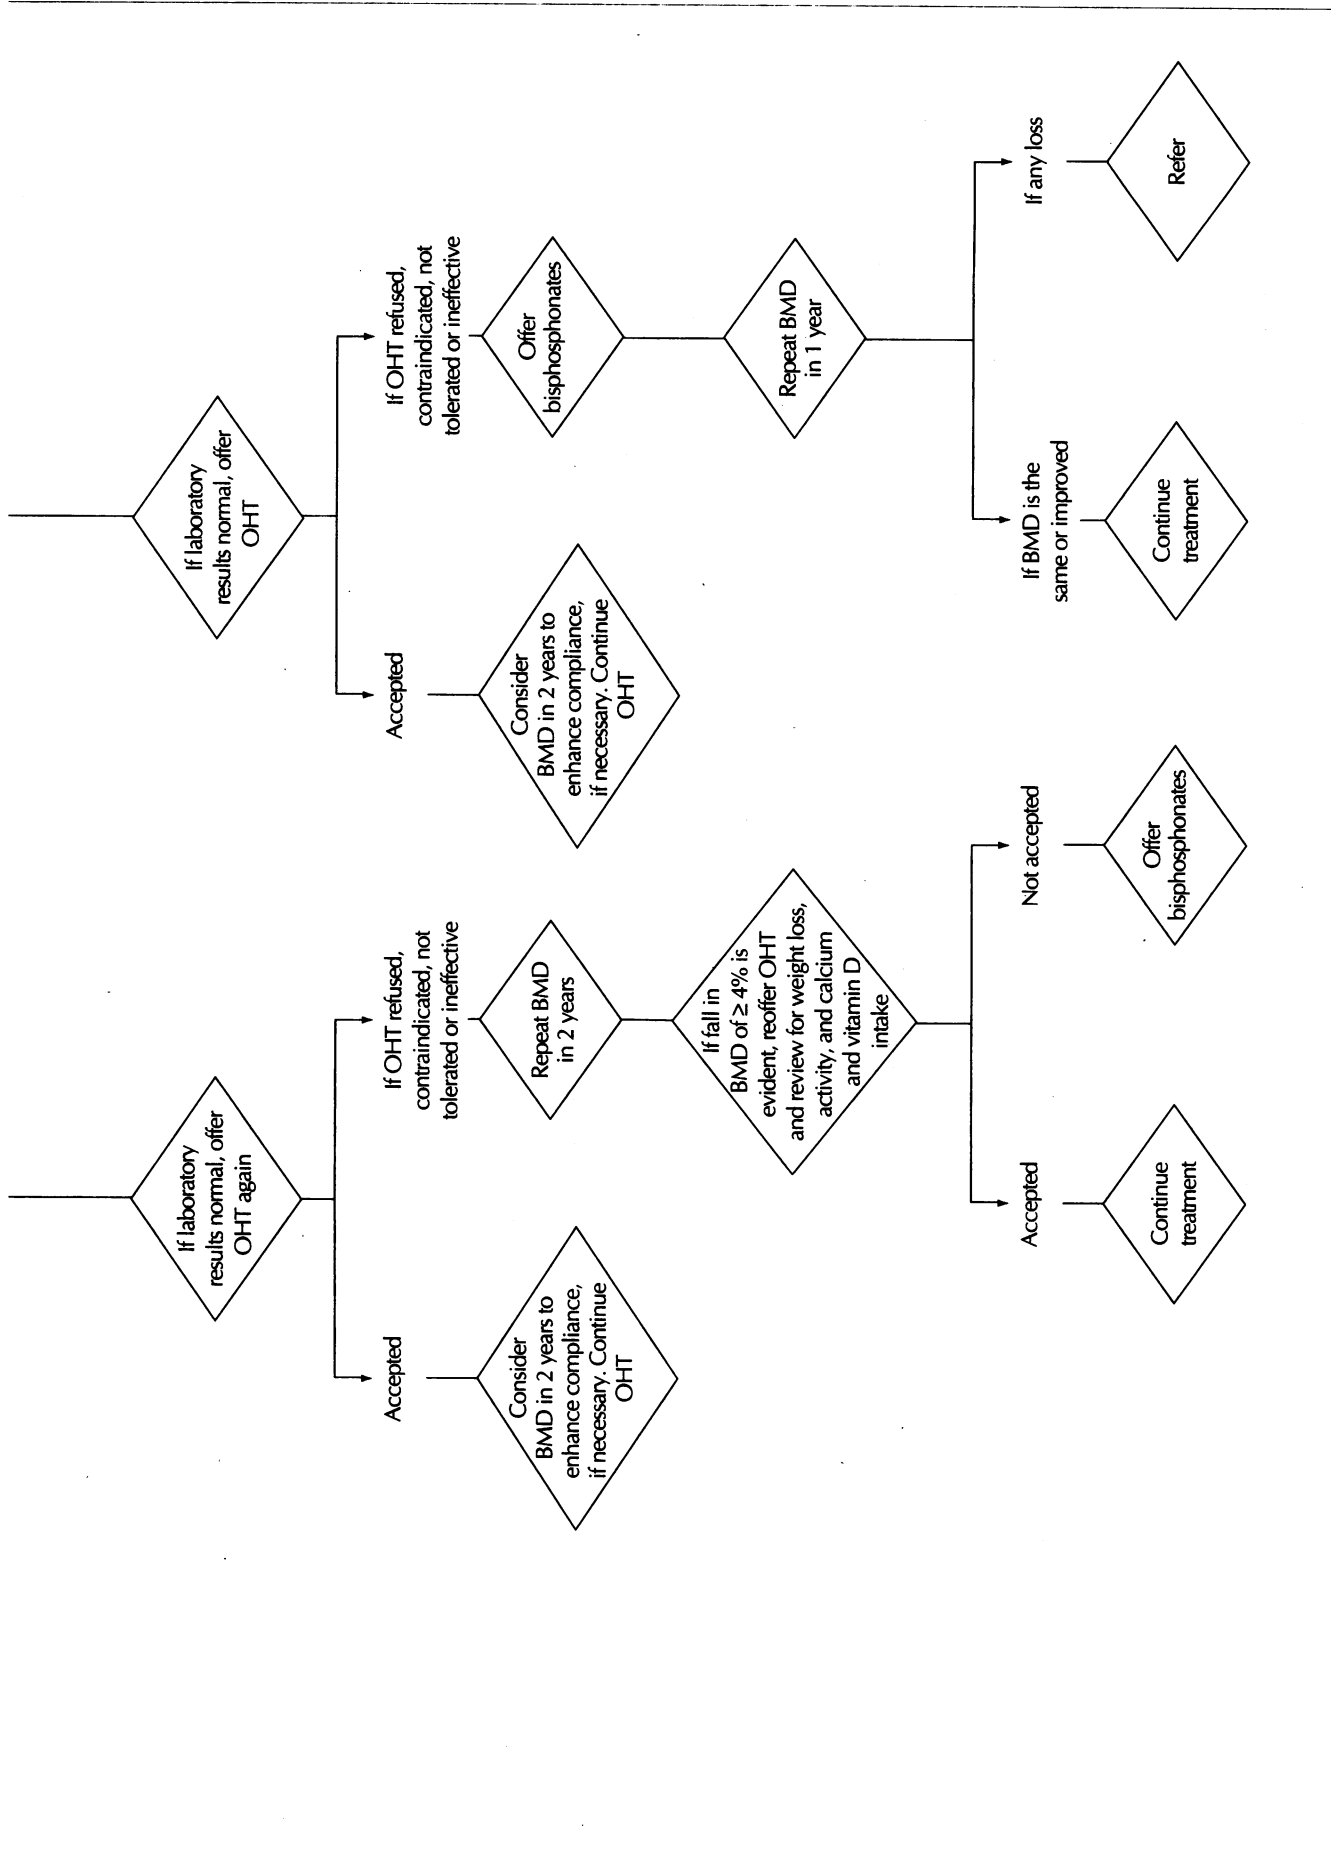 If laboratory
results normal, offer
OHT again
Accepted
Consider
BMD in 2 years to
enhance compliance,
if necessary. Continue
OHT
If OHT refused,
contraindicated, not
tolerated or ineffective
Repeat BMD
in 2 years
If fall in
BMD of ≥ 4% is
evident, reoffer OHT
and review for weight loss,
activity, and calcium
and vitamin D
intake
Accepted
Continue
treatment
Not accepted
Offer
bisphosphonates
If laboratory
results normal, offer
OHT
Accepted
Consider
BMD in 2 years to
enhance compliance,
if necessary. Continue
OHT
If OHT refused,
contraindicated, not
tolerated or ineffective
Offer
bisphosphonates
Repeat BMD
in 1 year
If BMD is the
same or improved
Continue
treatment
If any loss
Refer